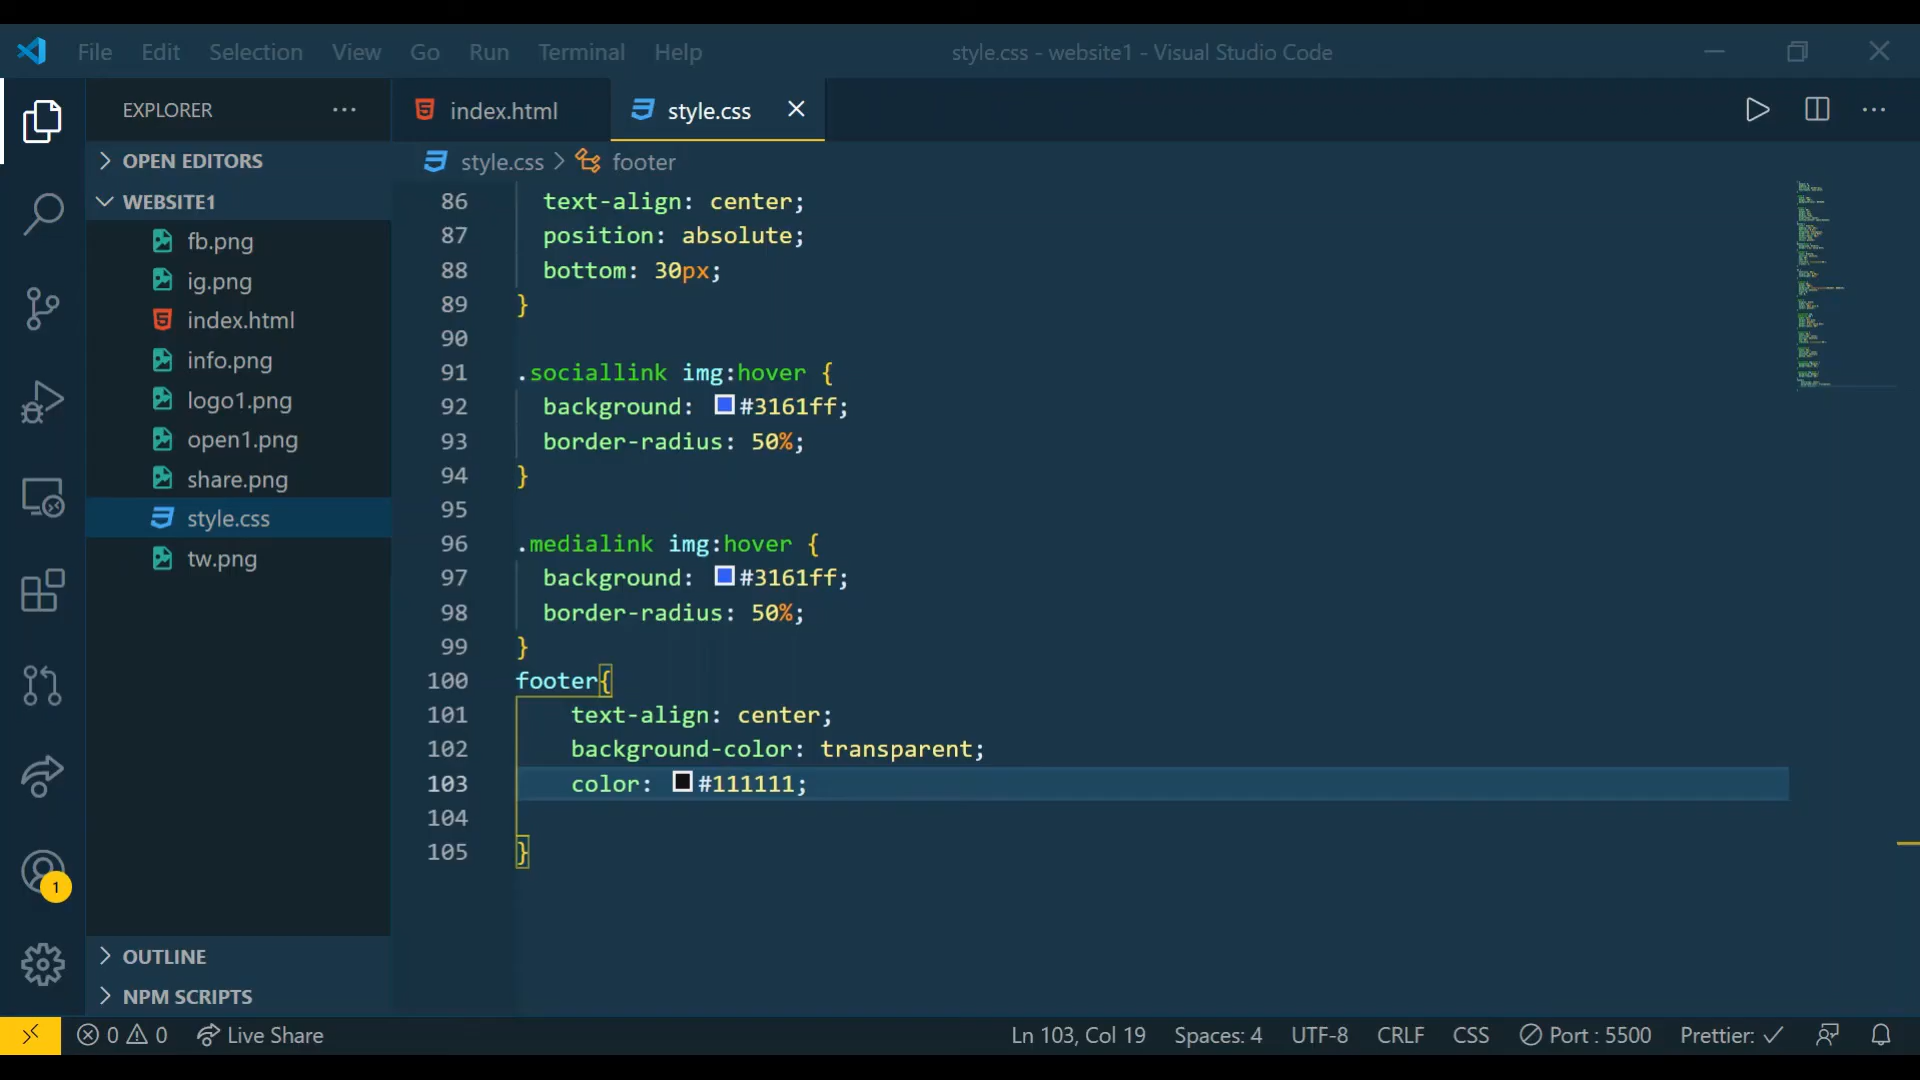 File Edit Selection View Go Run Terminal Help style.css - website1 - Visual Studio Code
EXPLORER
OPEN EDITORS
WEBSITE1
fb.png
ig.png
index.html
info.png
logo1.png
open1.png
share.png
style.css
tw.png
OUTLINE
NPM SCRIPTS
1
index.html style.css
style.css > footer
86 text-align: center;
87 position: absolute;
88 bottom: 30px;
89 }
90
91 .sociallink img:hover {
92 background: #3161ff;
93 border-radius: 50%;
94 }
95
96 .medialink img:hover {
97 background: #3161ff;
98 border-radius: 50%;
99 }
100 footer{
101 text-align: center;
102 background-color: transparent;
103 color: #111111;
104
105 }
0 0 Live Share Ln 103, Col 19 Spaces: 4 UTF-8 CRLF CSS Port : 5500 Prettier: ✓